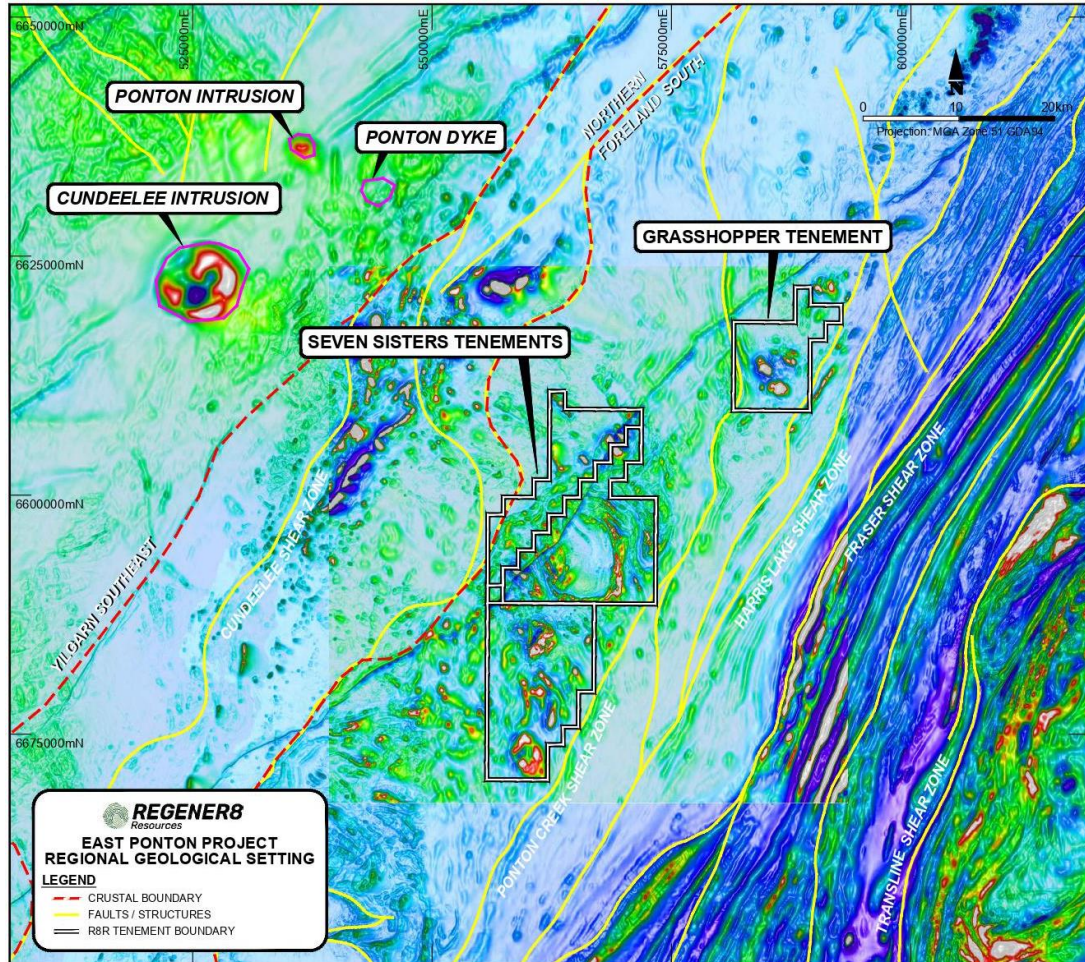 6650000mN
525000mE
550000mE
575000mE
600000mE
N
0 10 20km
Projection: MGA Zone 51 GDA94
NORTHERN
FORELAND SOUTH
PONTON INTRUSION
PONTON DYKE
CUNDEELEE INTRUSION
GRASSHOPPER TENEMENT
6625000mN
SEVEN SISTERS TENEMENTS
6600000mN
YILGARN SOUTHEAST
CUNDEELEE SHEAR ZONE
HARRIS LAKE SHEAR ZONE
FRASER SHEAR ZONE
6675000mN
PONTON CREEK SHEAR ZONE
TRANSLINE SHEAR ZONE
REGENER8
Resources
EAST PONTON PROJECT
REGIONAL GEOLOGICAL SETTING
LEGEND
CRUSTAL BOUNDARY
FAULTS / STRUCTURES
R8R TENEMENT BOUNDARY